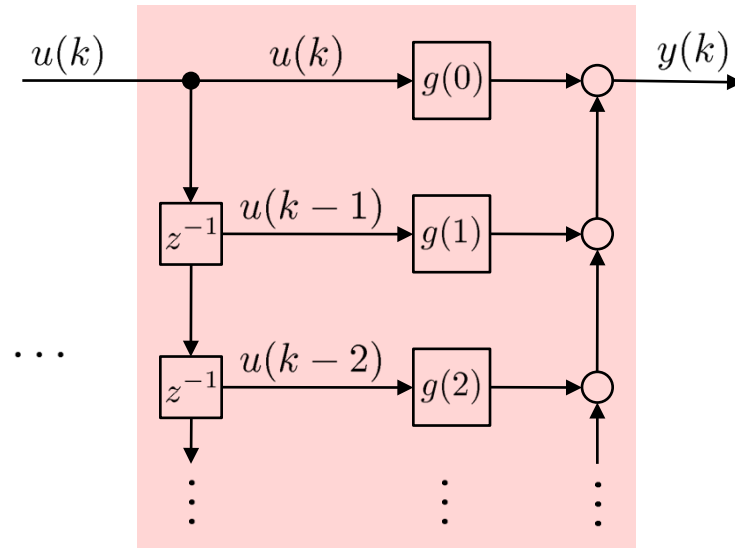 u(k) u(k) g(0) y(k)
z⁻¹ u(k − 1) g(1)
...
z⁻¹ u(k − 2) g(2)
⋮ ⋮ ⋮